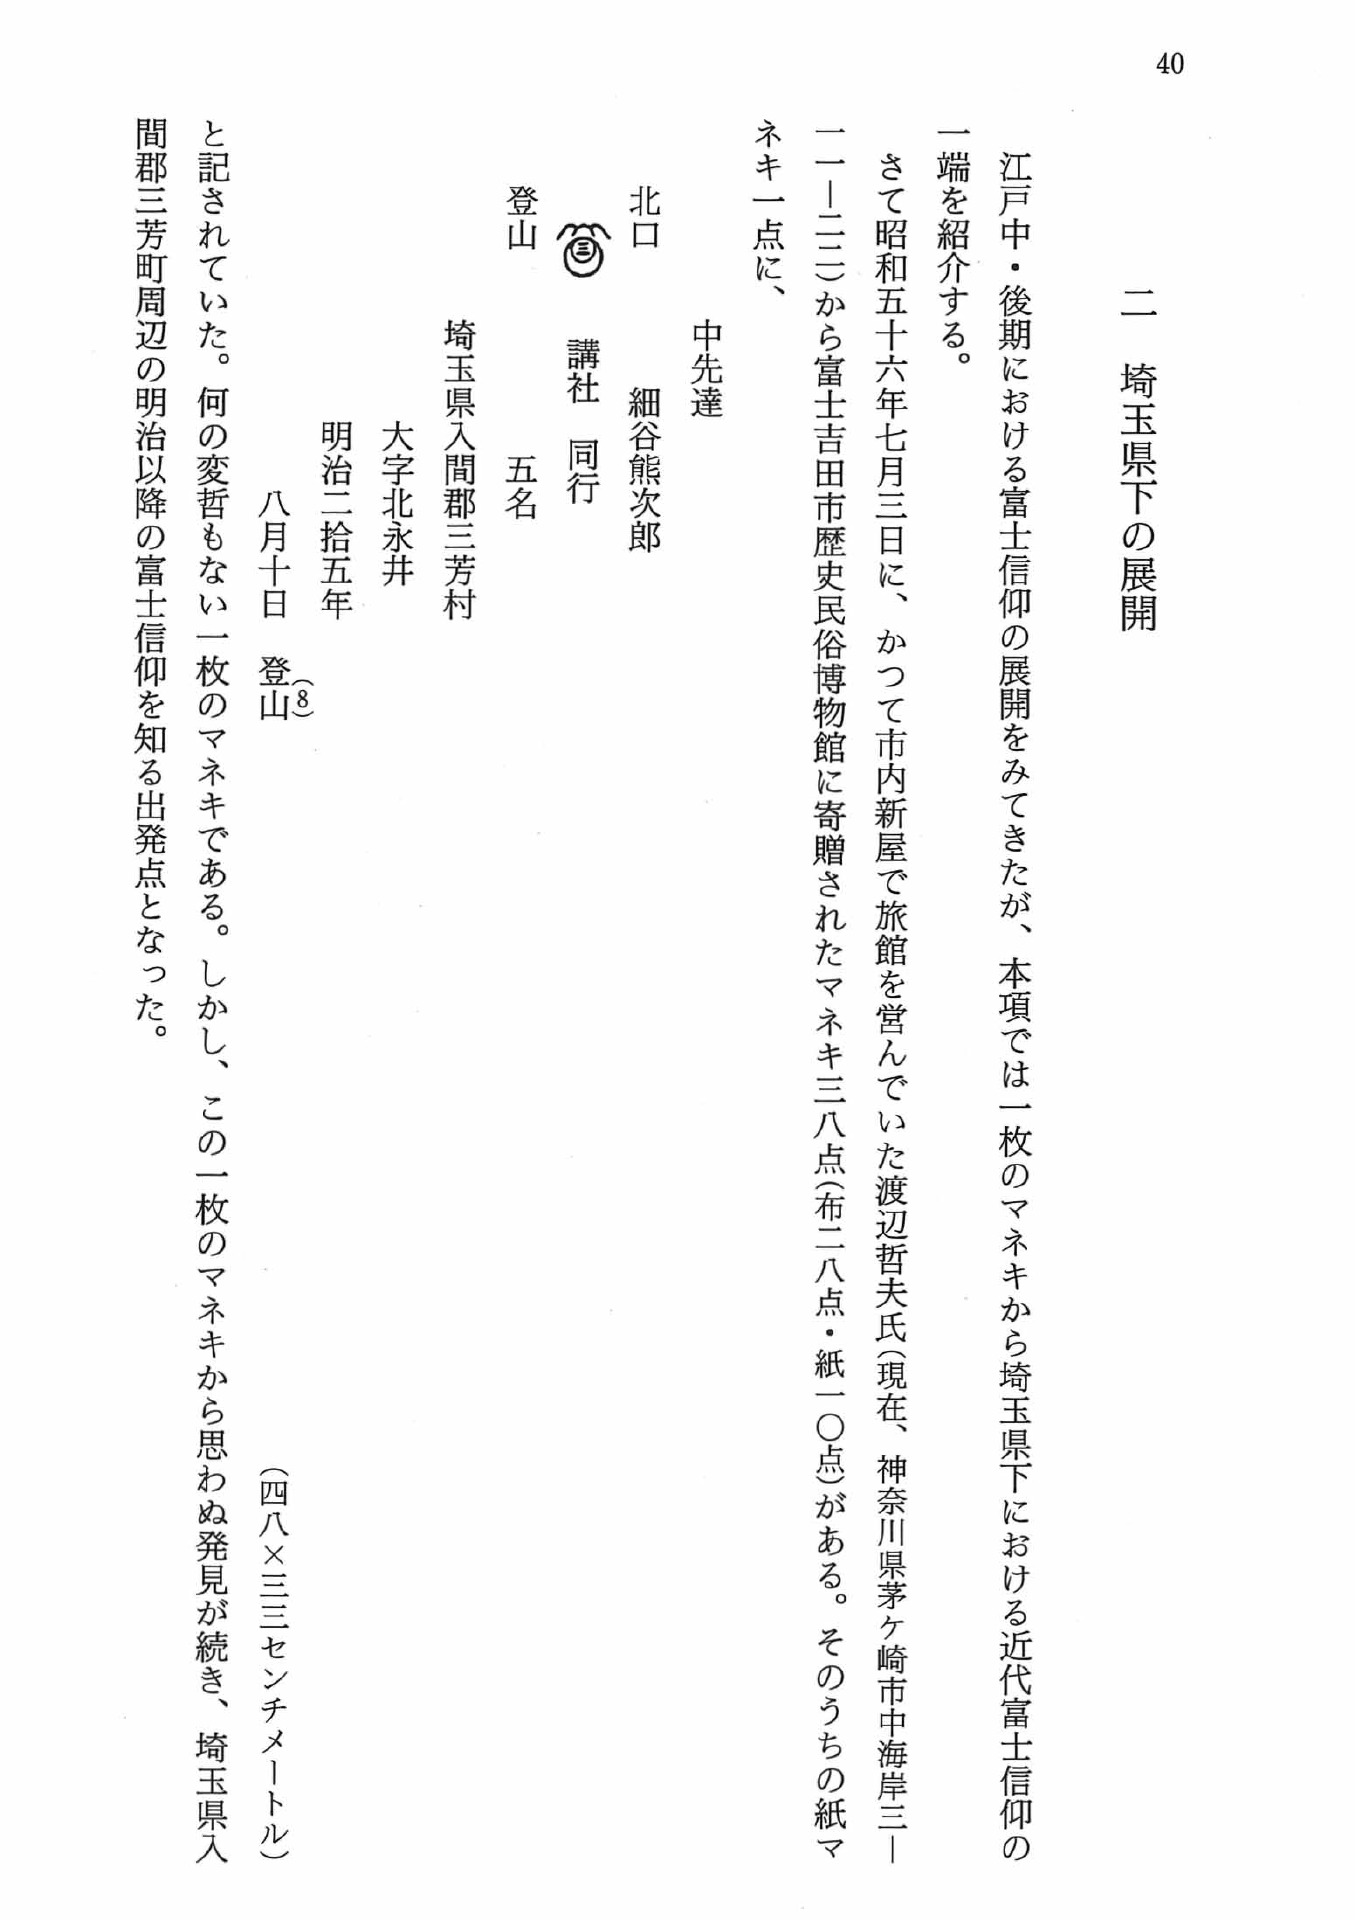 40
二　埼玉県下の展開
江戸中・後期における富士信仰の展開をみてきたが、本項では一枚のマネキから埼玉県下における近代富士信仰の
一端を紹介する。
さて昭和五十六年七月三日に、かつて市内新屋で旅館を営んでいた渡辺哲夫氏（現在、神奈川県茅ケ崎市中海岸三―
一一―二二）から富士吉田市歴史民俗博物館に寄贈されたマネキ三八点（布二八点・紙一〇点）がある。そのうちの紙マ
ネキ一点に、
中先達
北口　細谷熊次郎
三　講社　同行
登山　五名
埼玉県入間郡三芳村
大字北永井
明治二拾五年
八月十日　登山（8）　（四八×三三センチメートル）
と記されていた。何の変哲もない一枚のマネキである。しかし、この一枚のマネキから思わぬ発見が続き、埼玉県入
間郡三芳町周辺の明治以降の富士信仰を知る出発点となった。